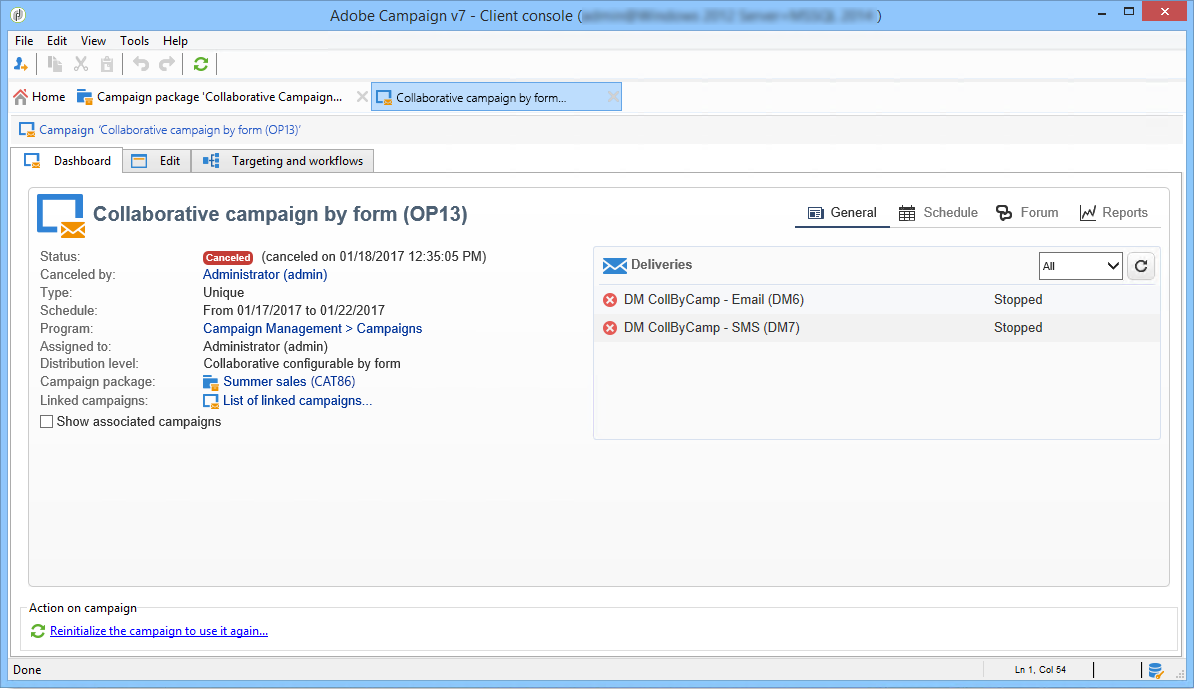 Adobe Campaign v7 - Client console ( )
File Edit View Tools Help
Home Campaign package 'Collaborative Campaign... Collaborative campaign by form...
Campaign 'Collaborative campaign by form (OP13)'
Dashboard Edit Targeting and workflows
Collaborative campaign by form (OP13)
General Schedule Forum Reports
Status: Canceled (canceled on 01/18/2017 12:35:05 PM)
Canceled by: Administrator (admin)
Type: Unique
Schedule: From 01/17/2017 to 01/22/2017
Program: Campaign Management > Campaigns
Assigned to: Administrator (admin)
Distribution level: Collaborative configurable by form
Campaign package: Summer sales (CAT86)
Linked campaigns: List of linked campaigns...
Show associated campaigns
Deliveries All
DM CollByCamp - Email (DM6) Stopped
DM CollByCamp - SMS (DM7) Stopped
Action on campaign
Reinitialize the campaign to use it again...
Done Ln 1, Col 54